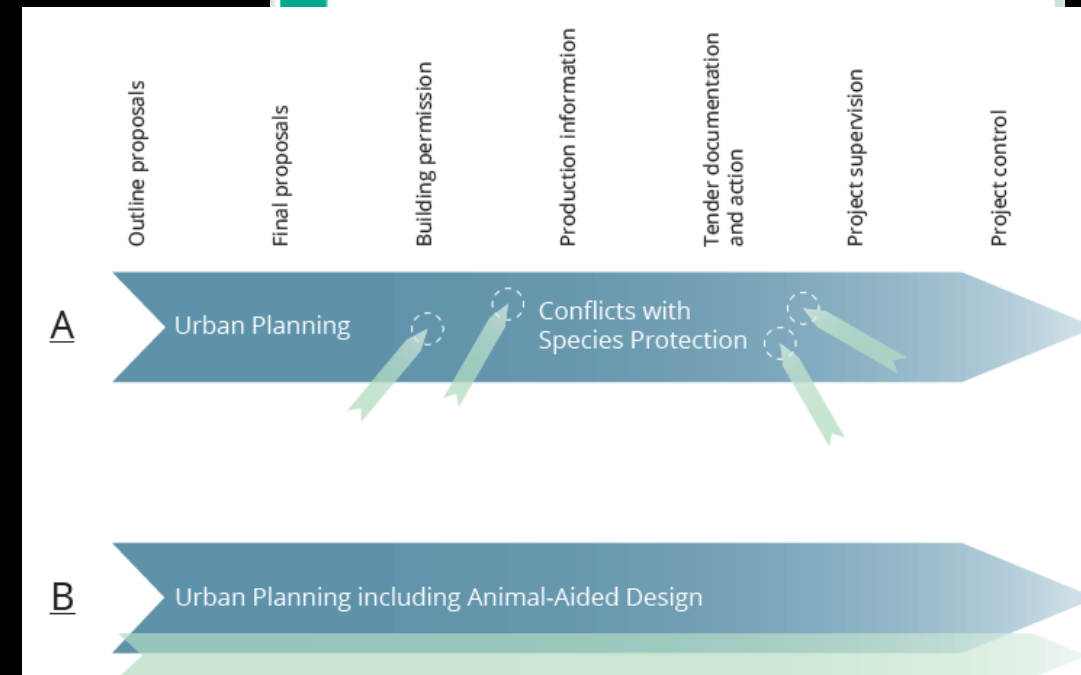 Outline proposals
Final proposals
Building permission
Production information
Tender documentation
and action
Project supervision
Project control
A
Urban Planning
Conflicts with
Species Protection
B
Urban Planning including Animal-Aided Design